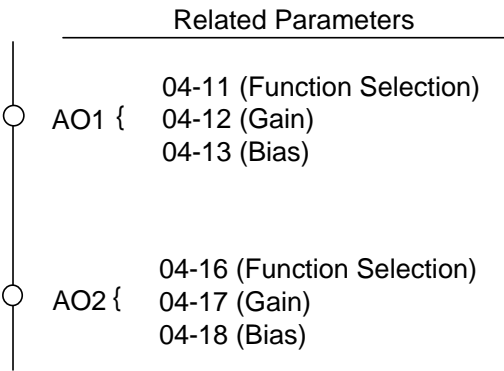 Related Parameters
04-11 (Function Selection)
AO1 { 04-12 (Gain)
04-13 (Bias)
04-16 (Function Selection)
AO2 { 04-17 (Gain)
04-18 (Bias)